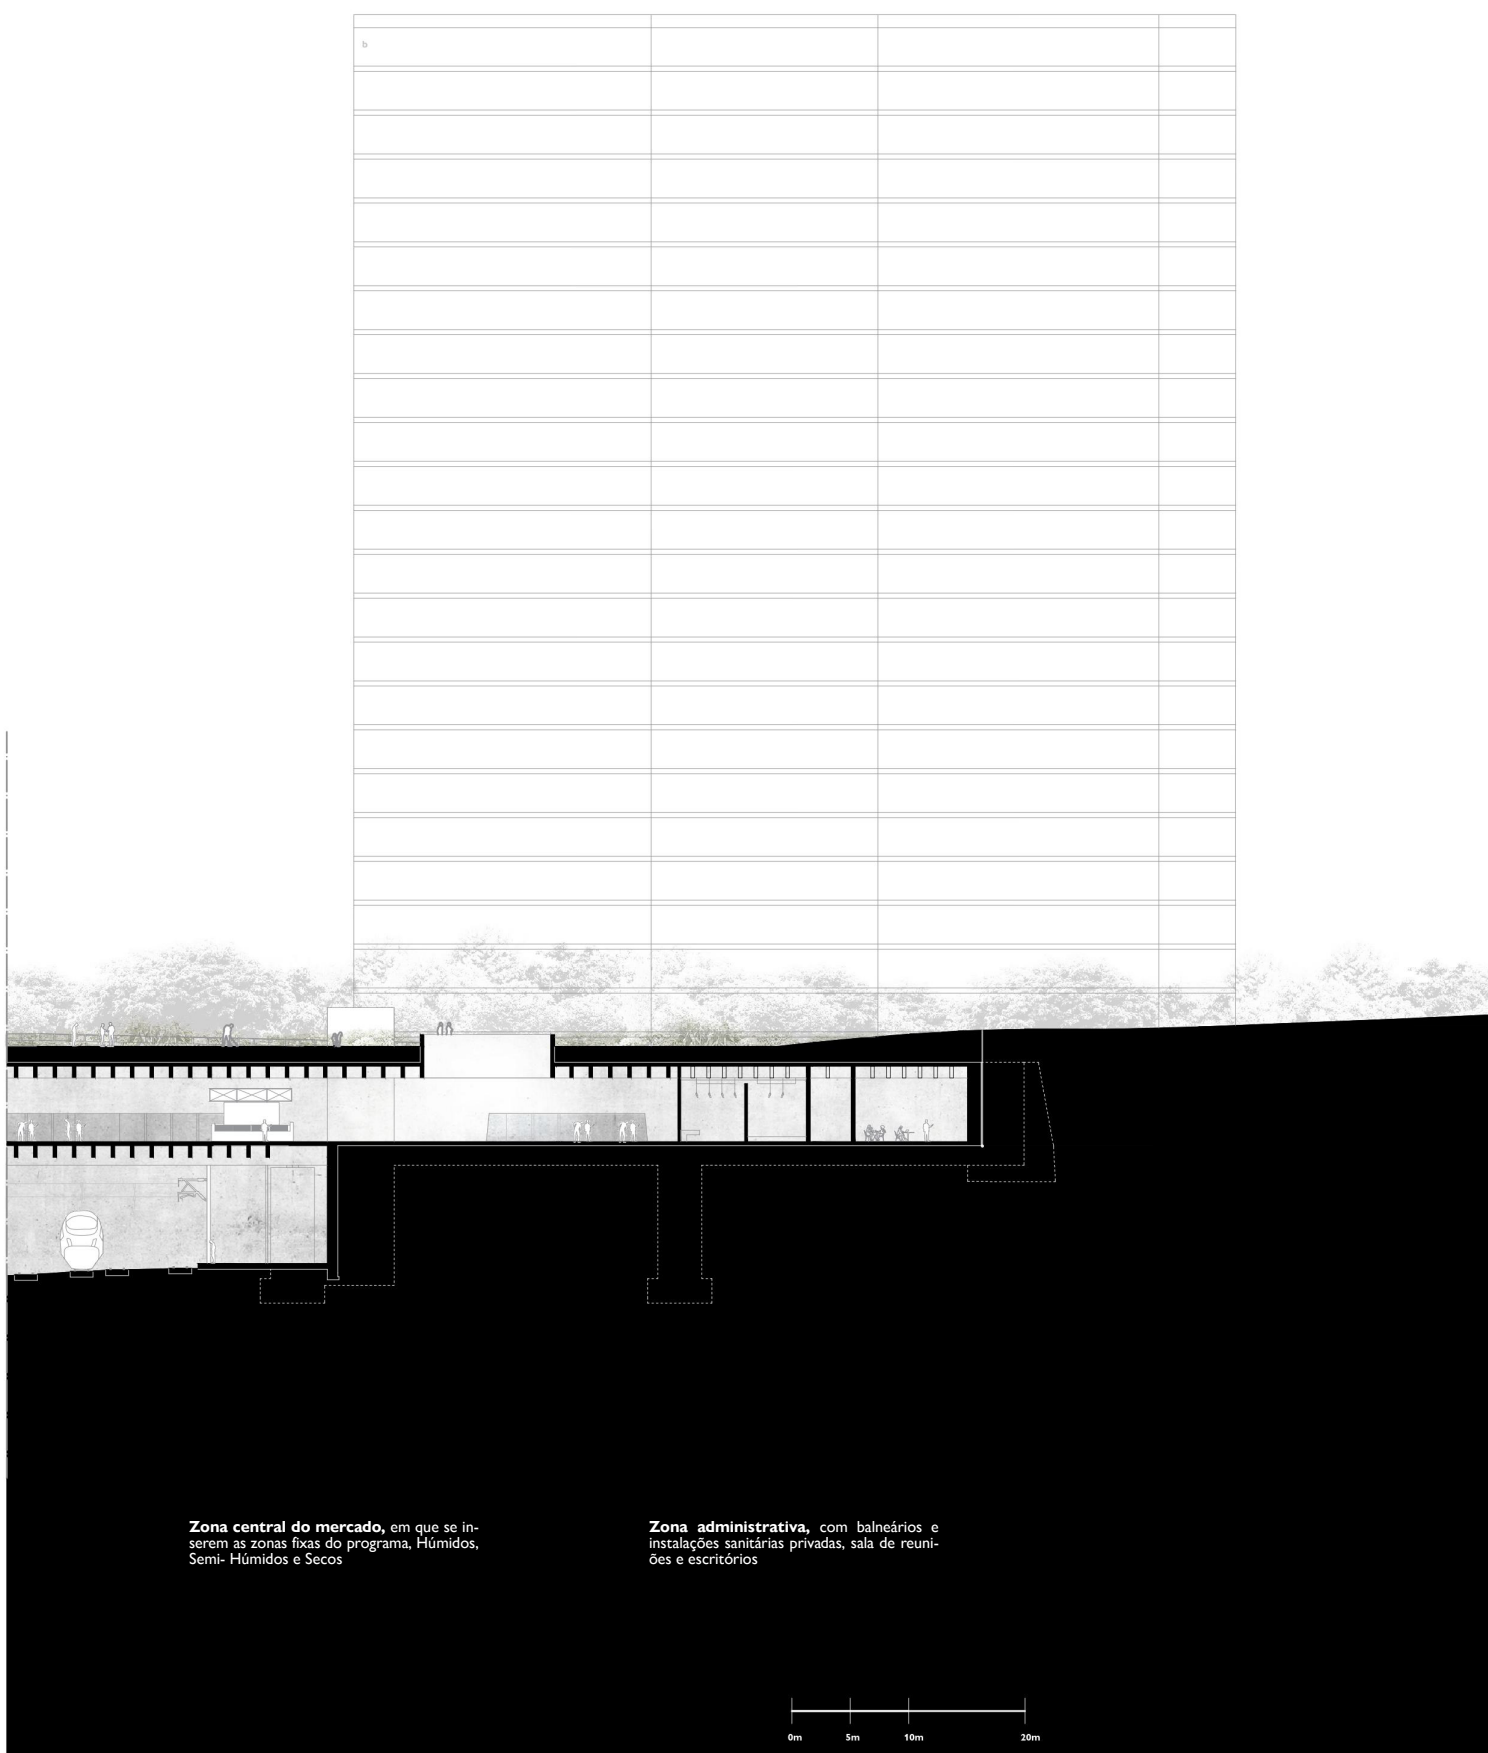 b
Zona central do mercado, em que se in-
serem as zonas fixas do programa, Húmidos,
Semi- Húmidos e Secos
Zona administrativa, com balneários e
instalações sanitárias privadas, sala de reuni-
ões e escritórios
0m 5m 10m 20m